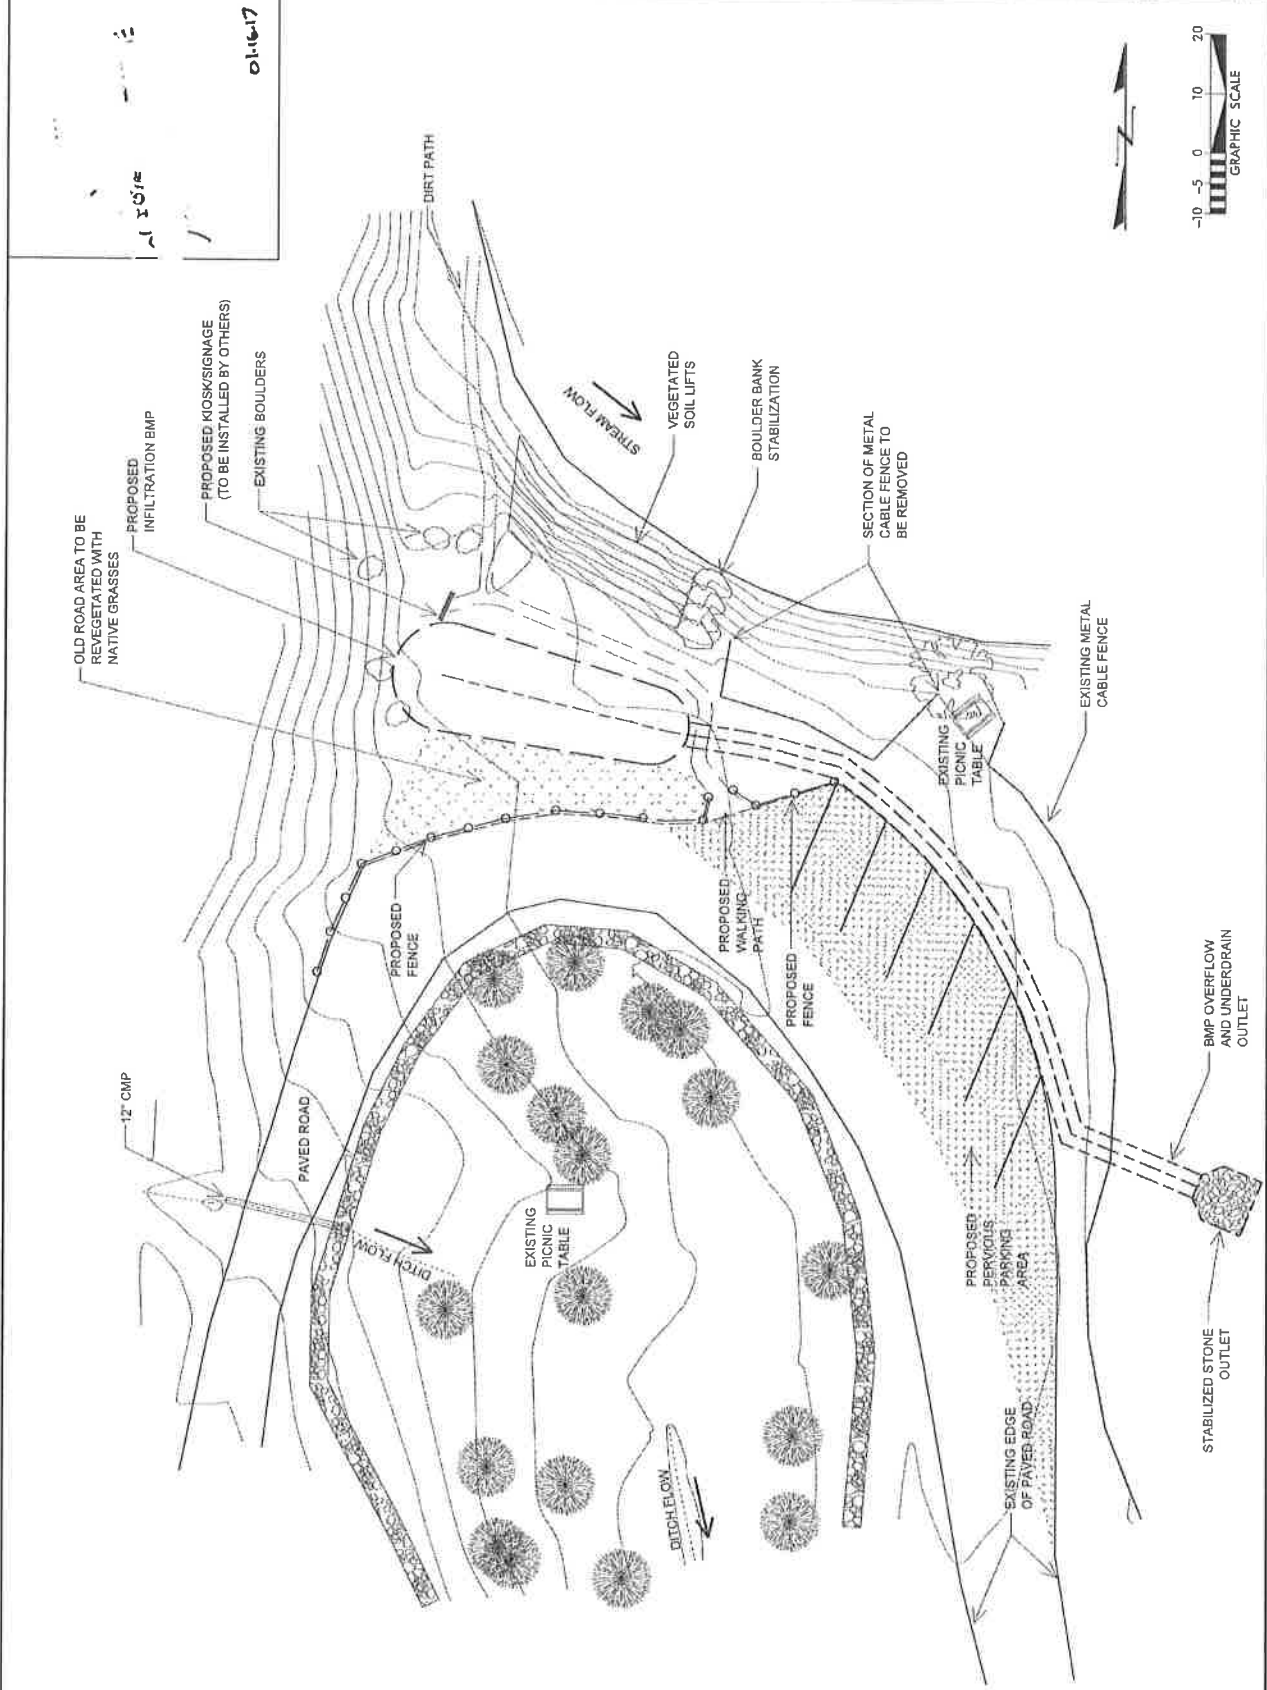 OLD ROAD AREA TO BE
REVEGETATED WITH
NATIVE GRASSES
PROPOSED
INFILTRATION BMP
PROPOSED KIOSK/SIGNAGE
(TO BE INSTALLED BY OTHERS)
EXISTING BOULDERS
DIRT PATH
01.16.17
12" CMP
PAVED ROAD
PROPOSED
FENCE
DITCH FLOW
EXISTING
PICNIC
TABLE
STREAM FLOW
VEGETATED
SOIL LIFTS
BOULDER BANK
STABILIZATION
SECTION OF METAL
CABLE FENCE TO
BE REMOVED
PROPOSED
WALKING
PATH
PROPOSED
FENCE
EXISTING
PICNIC
TABLE
EXISTING METAL
CABLE FENCE
DITCH FLOW
PROPOSED
PERVIOUS
PARKING
AREA
EXISTING EDGE
OF PAVED ROAD
BMP OVERFLOW
AND UNDERDRAIN
OUTLET
STABILIZED STONE
OUTLET
-10 -5 0 10 20
GRAPHIC SCALE